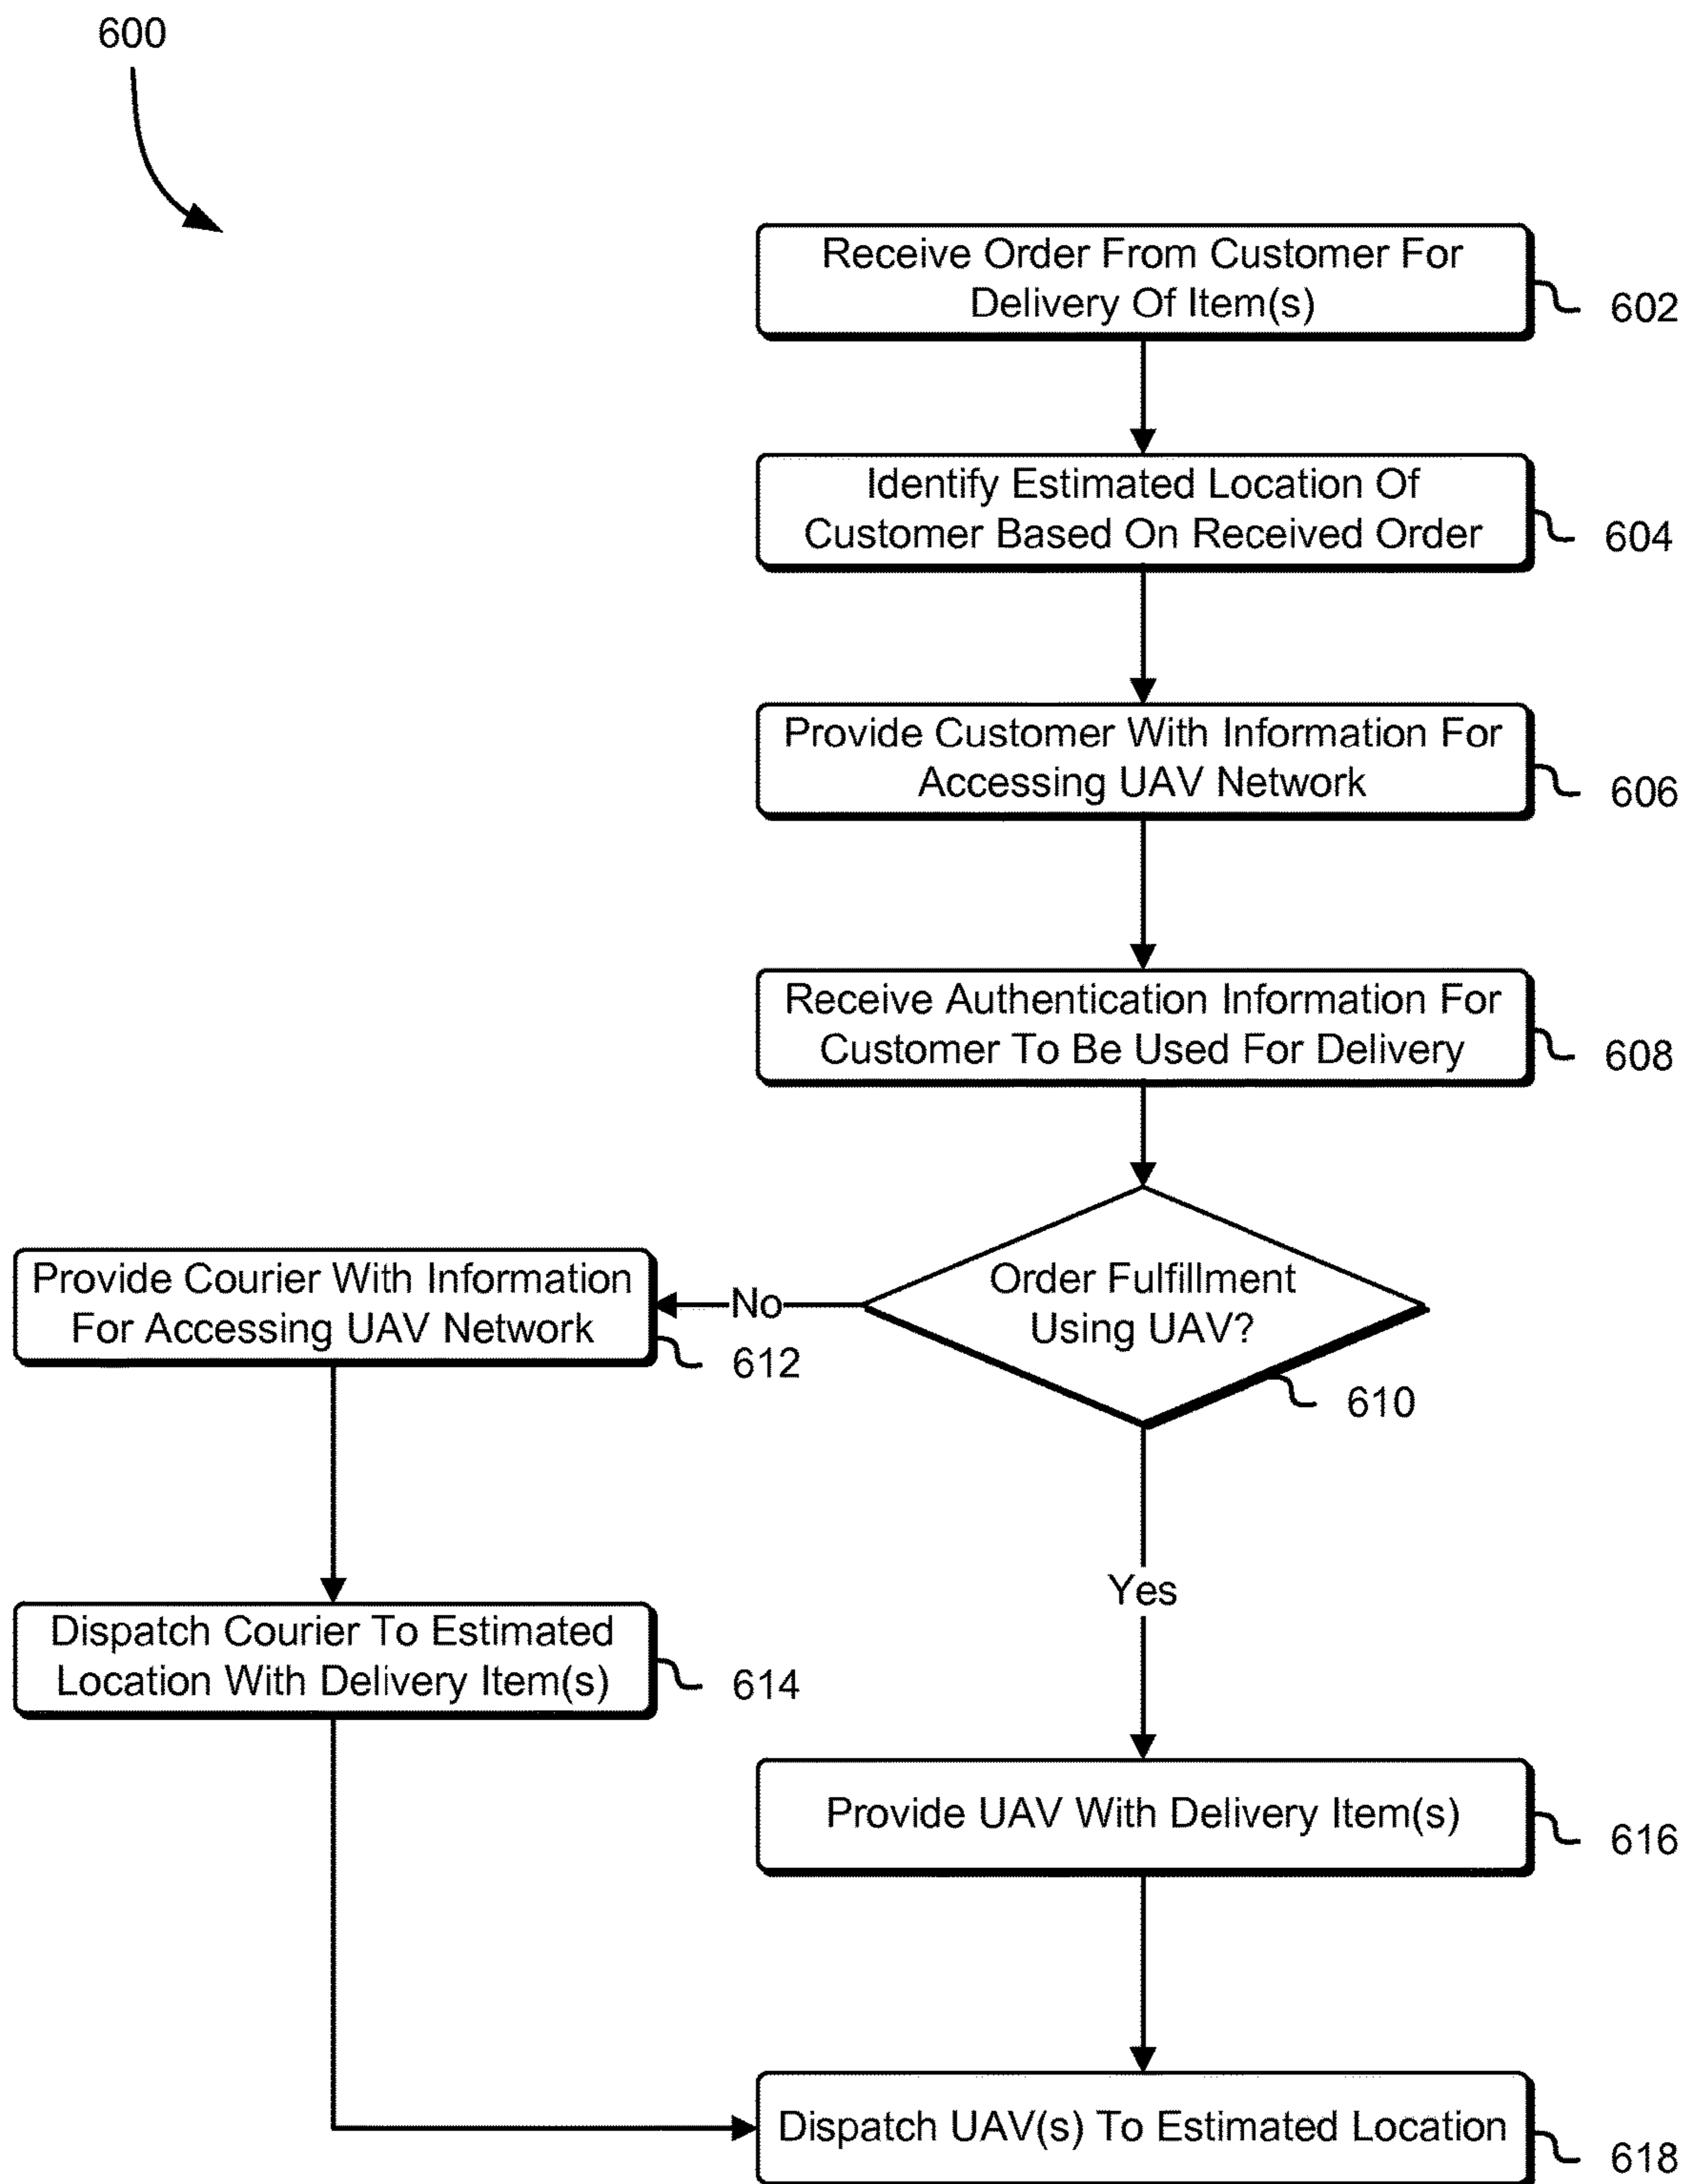 600
Receive Order From Customer For
Delivery Of Item(s)
602
Identify Estimated Location Of
Customer Based On Received Order
604
Provide Customer With Information For
Accessing UAV Network
606
Receive Authentication Information For
Customer To Be Used For Delivery
608
Provide Courier With Information
For Accessing UAV Network
612
No
Order Fulfillment
Using UAV?
610
Yes
Dispatch Courier To Estimated
Location With Delivery Item(s)
614
Provide UAV With Delivery Item(s)
616
Dispatch UAV(s) To Estimated Location
618